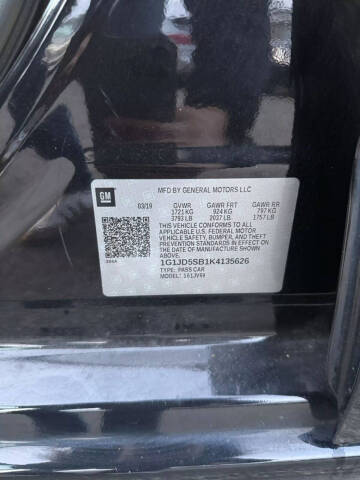 GM
MFD BY GENERAL MOTORS LLC
03/19 GVWR GAWR FRT GAWR RR
1721 KG 924 KG 797 KG
3793 LB 2037 LB 1757 LB
THIS VEHICLE CONFORMS TO ALL
APPLICABLE U.S. FEDERAL MOTOR
VEHICLE SAFETY, BUMPER, AND THEFT
PREVENTION STANDARDS IN EFFECT ON
THE DATE OF MANUFACTURE
SHOWN ABOVE.
1G1JD5SB1K4135626
TYPE: PASS CAR
MODEL: 1G1JV69